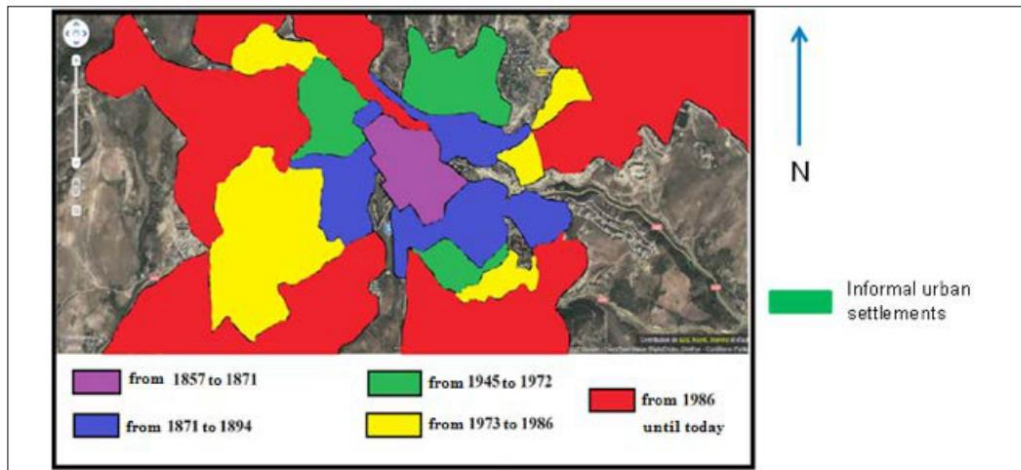 N
Informal urban
settlements
from 1857 to 1871
from 1945 to 1972
from 1986
until today
from 1871 to 1894
from 1973 to 1986